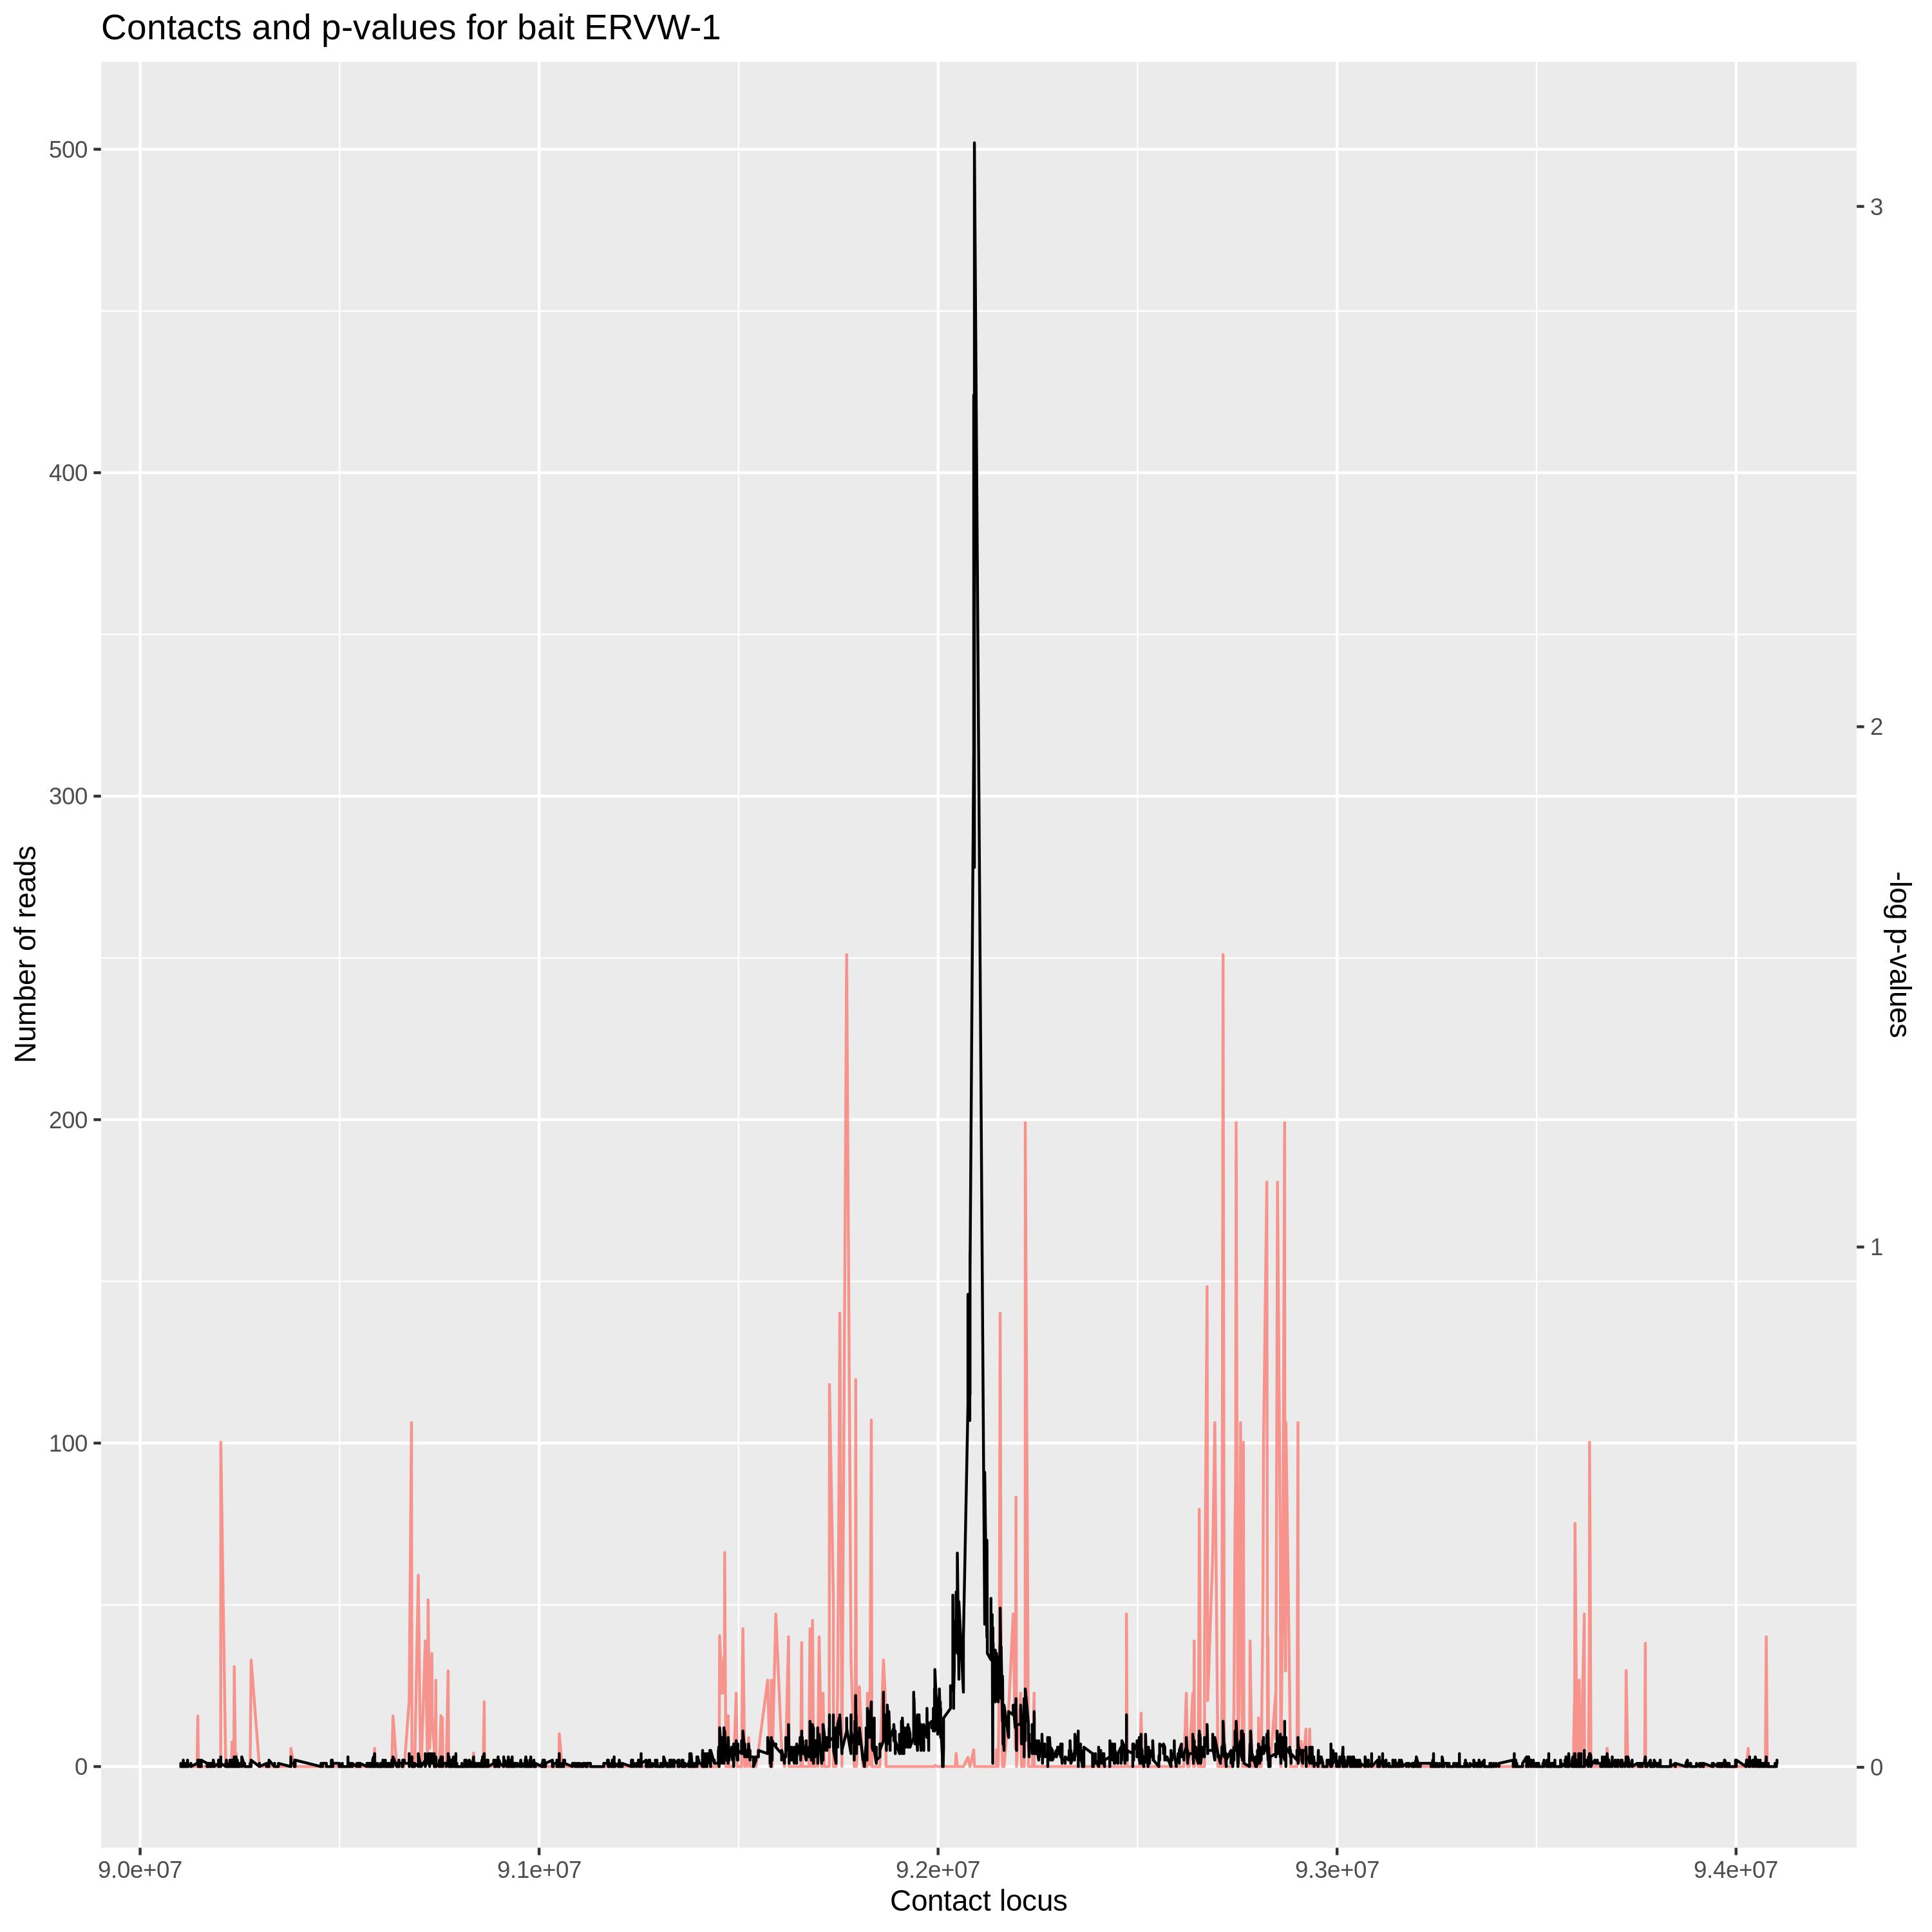 Contacts and p-values for bait ERVW-1
500
400
300
200
100
0
Number of reads
3
2
1
0
-log p-values
9.0e+07
9.1e+07
9.2e+07
9.3e+07
9.4e+07
Contact locus